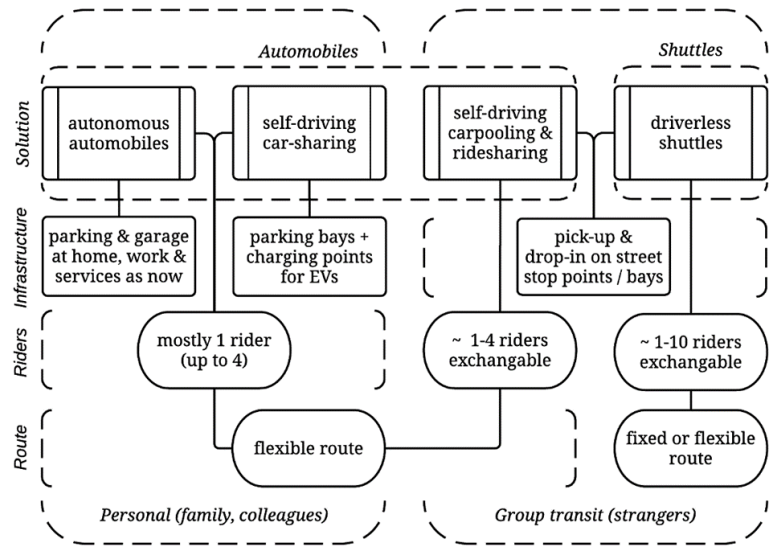 Automobiles
Shuttles
Solution
autonomous
automobiles
self-driving
car-sharing
self-driving
carpooling &
ridesharing
driverless
shuttles
Infrastructure
parking & garage
at home, work &
services as now
parking bays +
charging points
for EVs
pick-up &
drop-in on street
stop points / bays
Riders
mostly 1 rider
(up to 4)
~ 1-4 riders
exchangable
~ 1-10 riders
exchangable
Route
flexible route
fixed or flexible
route
Personal (family, colleagues)
Group transit (strangers)